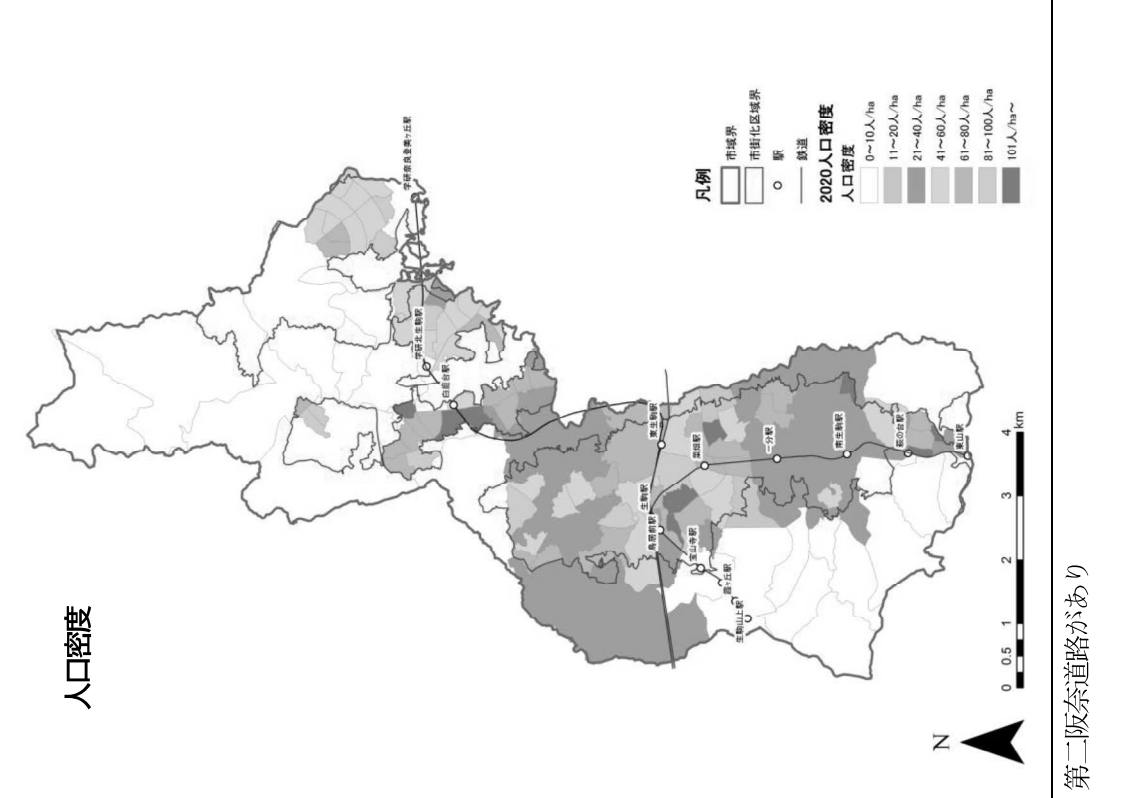 人口密度
学研奈良登美ヶ丘駅
学研北生駒駅
白庭台駅
東生駒駅
生駒駅
鳥居前駅
菜畑駅
宝山寺駅
一分駅
霞ヶ丘駅
生駒山上駅
南生駒駅
萩の台駅
東山駅
凡例
市域界
市街化区域界
駅
鉄道
2020人口密度
人口密度
0～10人/ha
11～20人/ha
21～40人/ha
41～60人/ha
61～80人/ha
81～100人/ha
101人/ha～
N
0 0.5 1 2 3 4 km
第二阪奈道路があり